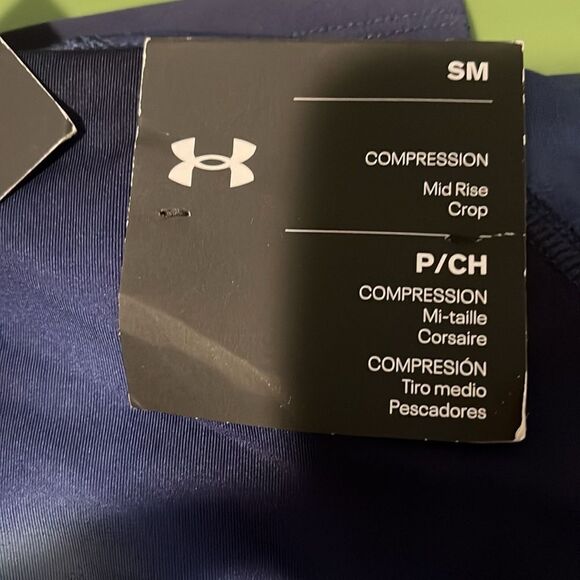 SM
COMPRESSION
Mid Rise
Crop
P/CH
COMPRESSION
Mi-taille
Corsaire
COMPRESIÓN
Tiro medio
Pescadores